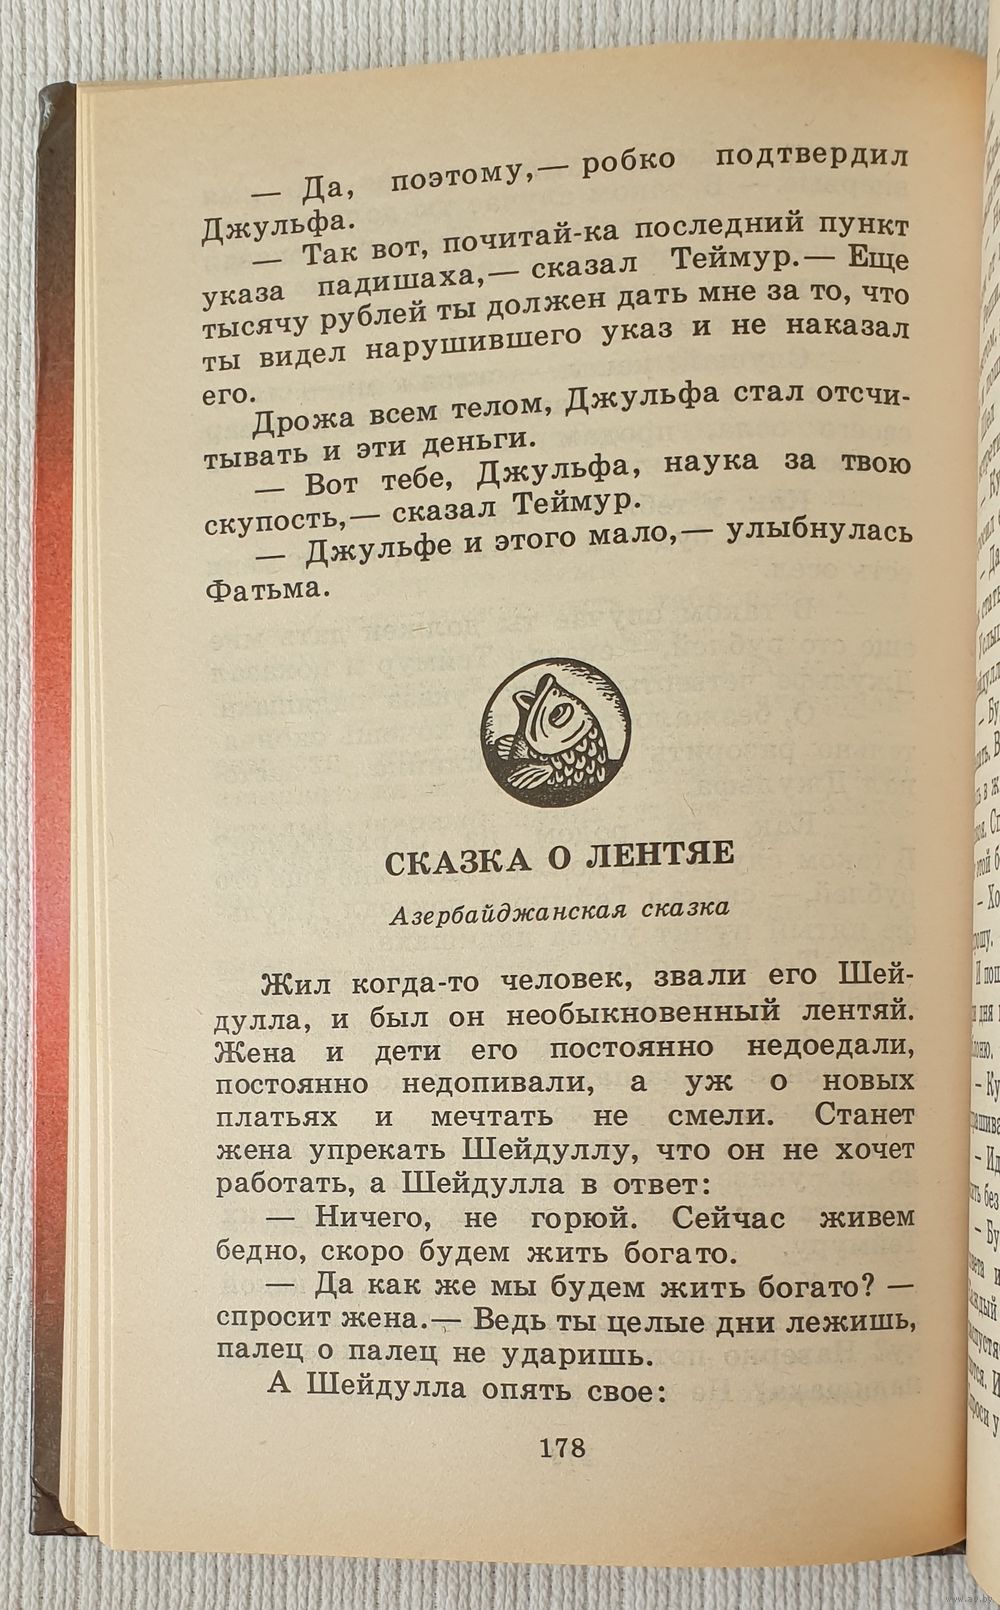 — Да, поэтому,— робко подтвердил
Джульфа.
— Так вот, почитай-ка последний пункт
указа падишаха,— сказал Теймур.— Еще
тысячу рублей ты должен дать мне за то, что
ты видел нарушившего указ и не наказал
его.
Дрожа всем телом, Джульфа стал отсчи-
тывать и эти деньги.
— Вот тебе, Джульфа, наука за твою
скупость,— сказал Теймур.
— Джульфе и этого мало,— улыбнулась
Фатьма.
СКАЗКА О ЛЕНТЯЕ
Азербайджанская сказка
Жил когда-то человек, звали его Шей-
дулла, и был он необыкновенный лентяй.
Жена и дети его постоянно недоедали,
постоянно недопивали, а уж о новых
платьях и мечтать не смели. Станет
жена упрекать Шейдуллу, что он не хочет
работать, а Шейдулла в ответ:
— Ничего, не горюй. Сейчас живем
бедно, скоро будем жить богато.
— Да как же мы будем жить богато? —
спросит жена.— Ведь ты целые дни лежишь,
палец о палец не ударишь.
А Шейдулла опять свое:
178
www.ay.by